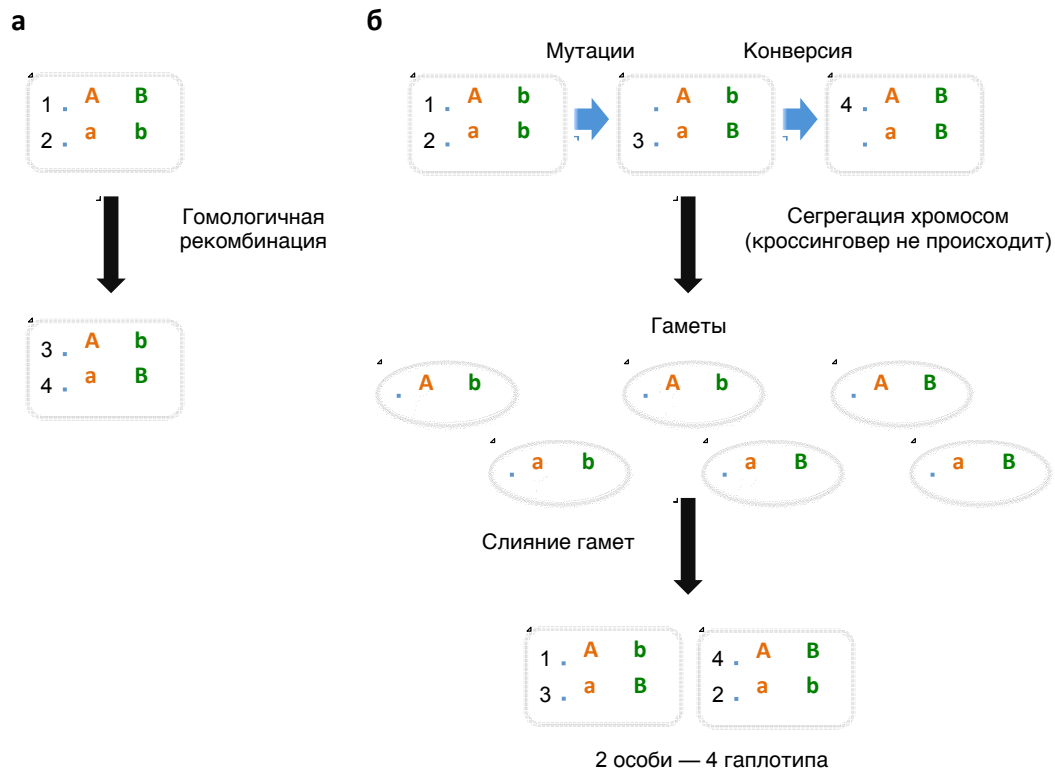 а
б
Мутации
Конверсия
1. A B
2. a b
1. A b
2. a b
. A b
3. a B
4. A B
. a B
Гомологичная
рекомбинация
Сегрегация хромосом
(кроссинговер не происходит)
3. A b
4. a B
Гаметы
. A b
. A b
. A B
. a b
. a B
. a B
Слияние гамет
1. A b
3. a B
4. A B
2. a b
2 особи — 4 гаплотипа